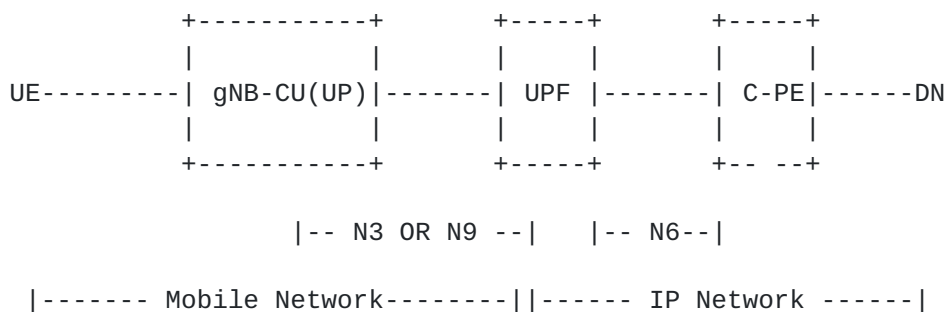 +-----------+       +-----+       +-----+
            |           |       |     |       |     |
UE----------| gNB-CU(UP)|-------| UPF |-------| C-PE|------DN
            |           |       |     |       |     |
            +-----------+       +-----+       +-- --+
                   |-- N3 OR N9 --|   |-- N6--|
 |------- Mobile Network--------||------ IP Network ------|